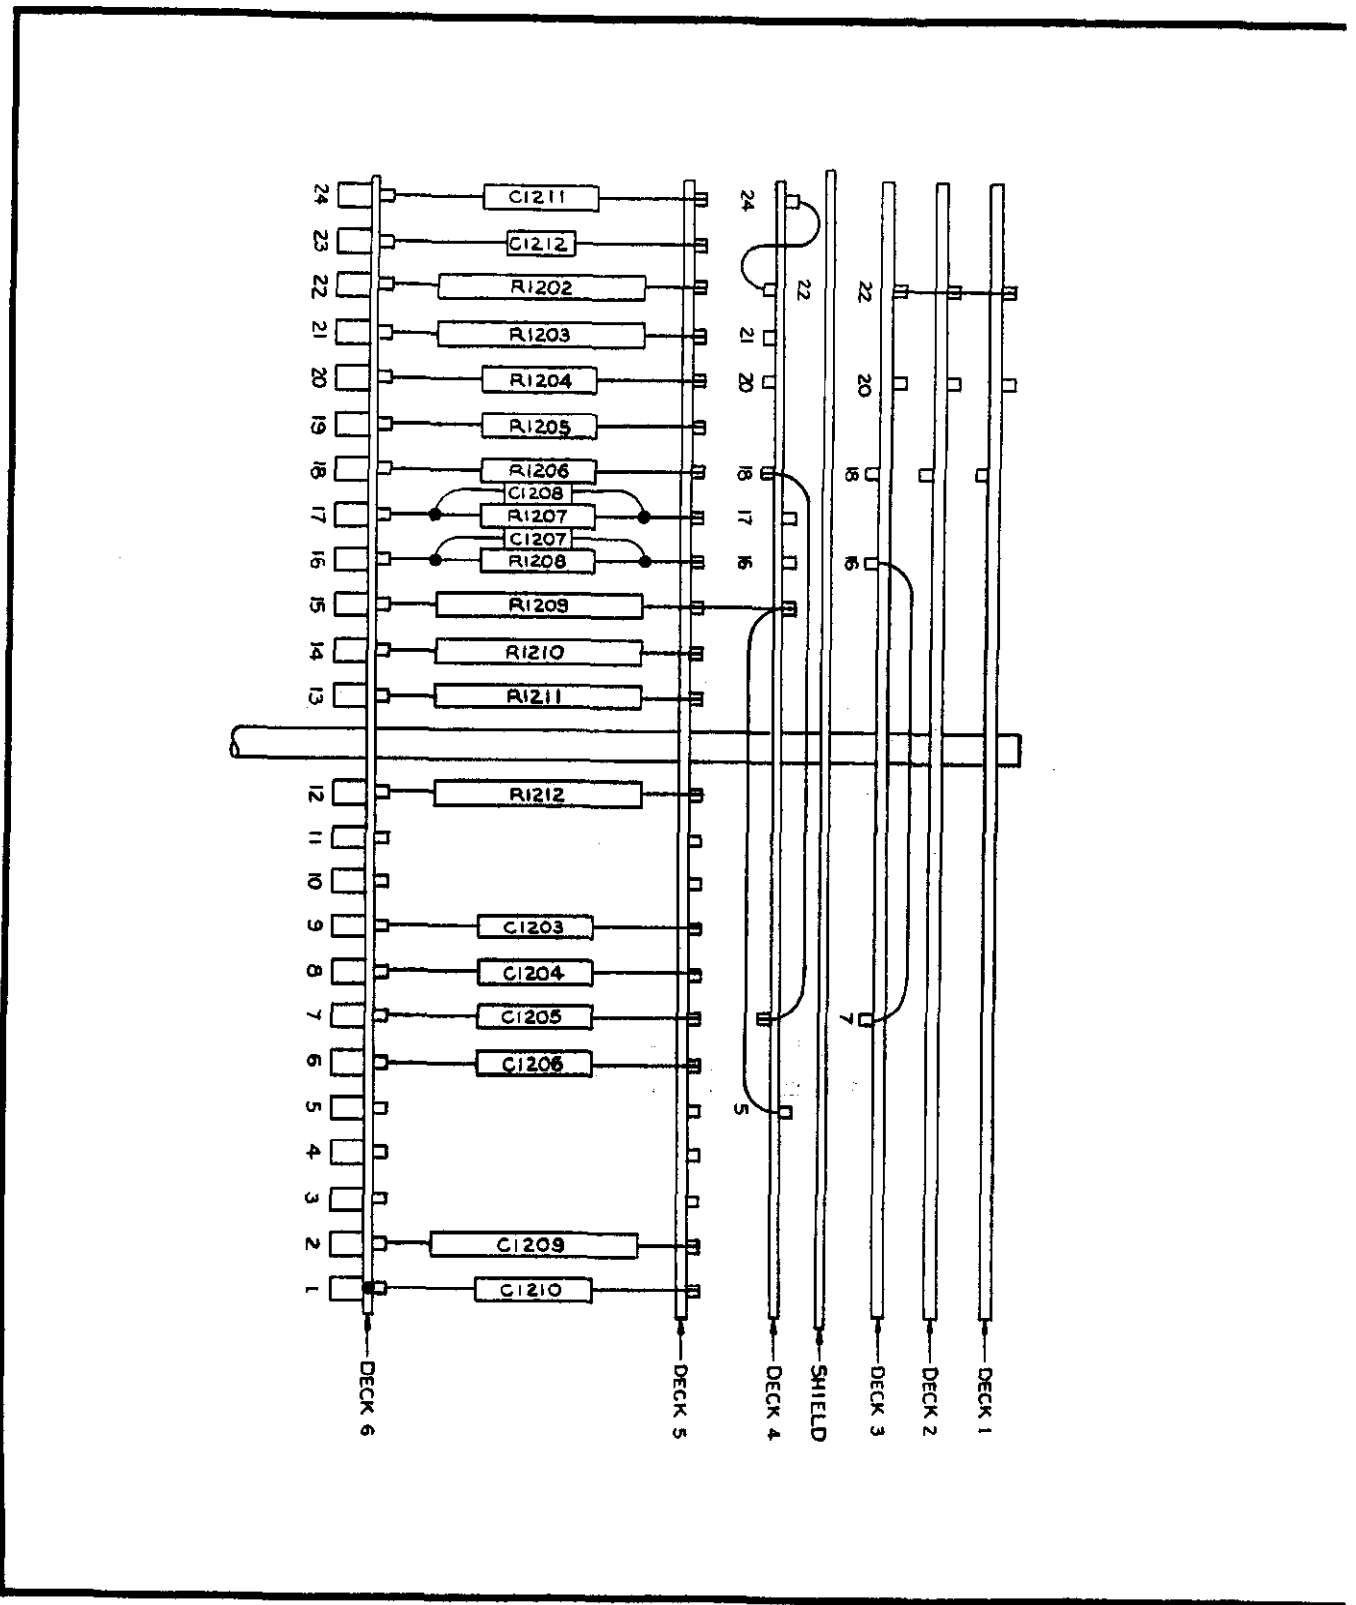 24 C1211 24
23 C1212
22 R1202 22 22
21 R1203 21
20 R1204 20 20
19 R1205
18 R1206 18 18
C1208
17 R1207 17
C1207
16 R1208 16 16
15 R1209
14 R1210
13 R1211
12 R1212
11
10
9 C1203
8 C1204
7 C1205 7
6 C1206
5 5
4
3
2 C1209
1 C1210
DECK 6
DECK 5
DECK 4
SHIELD
DECK 3
DECK 2
DECK 1